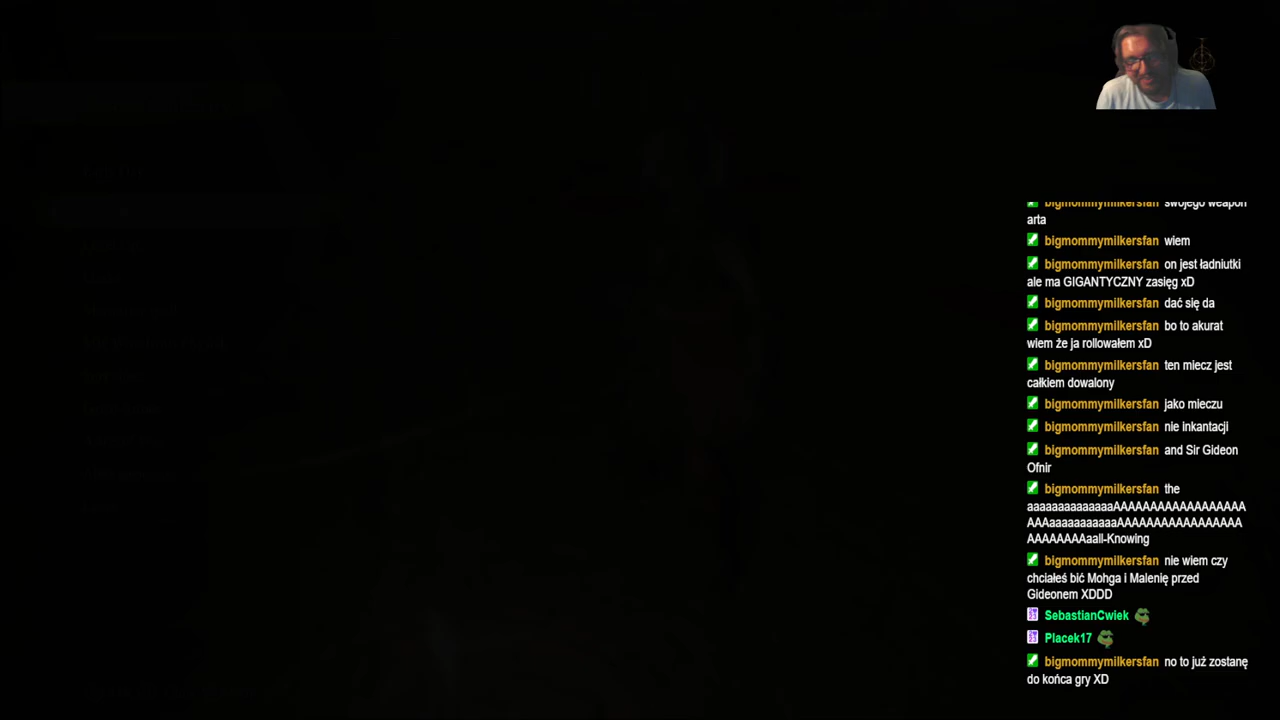 bigmommymilkersfan swojego weapon
arta
bigmommymilkersfan wiem
bigmommymilkersfan on jest ładniutki
ale ma GIGANTYCZNY zasięg xD
bigmommymilkersfan dać się da
bigmommymilkersfan bo to akurat
wiem że ja rollowałem xD
bigmommymilkersfan ten miecz jest
całkiem dowalony
bigmommymilkersfan jako mieczu
bigmommymilkersfan nie inkantacji
bigmommymilkersfan and Sir Gideon
Ofnir
bigmommymilkersfan the
aaaaaaaaaaaaaaAAAAAAAAAAAAAAAAAA
AAAaaaaaaaaaaaAAAAAAAAAAAAAAAAA
AAAAAAAAaall-Knowing
bigmommymilkersfan nie wiem czy
chciałeś bić Mohga i Malenię przed
Gideonem XDDD
SebastianCwiek
Placek17
bigmommymilkersfan no to już zostanę
do końca gry XD